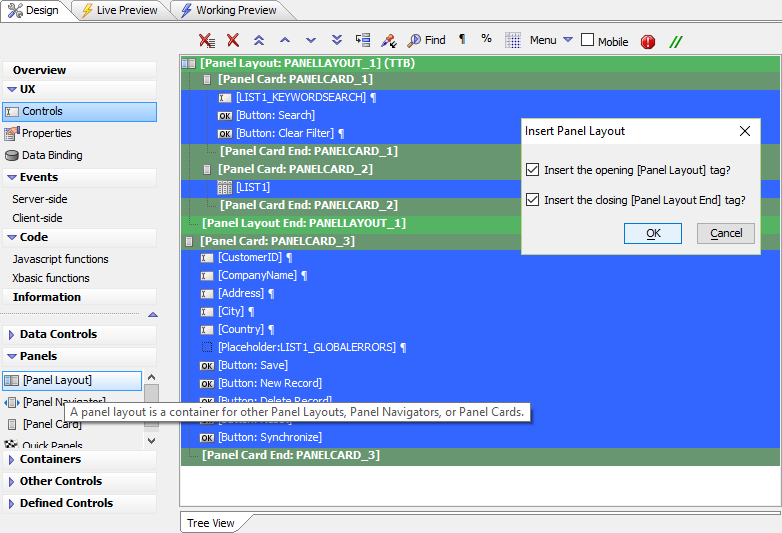 Design
Live Preview
Working Preview
Find
¶
%
Menu
Mobile
Overview
UX
Controls
Properties
Data Binding
Events
Server-side
Client-side
Code
Javascript functions
Xbasic functions
Information
Data Controls
Panels
[Panel Layout]
[Panel Navigator]
[Panel Card]
Quick Panels
Containers
Other Controls
Defined Controls
A panel layout is a container for other Panel Layouts, Panel Navigators, or Panel Cards.
[Panel Layout: PANELLAYOUT_1] (TTB)
[Panel Card: PANELCARD_1]
[LIST1_KEYWORDSEARCH] ¶
OK [Button: Search]
OK [Button: Clear Filter] ¶
[Panel Card End: PANELCARD_1]
[Panel Card: PANELCARD_2]
[LIST1]
[Panel Card End: PANELCARD_2]
[Panel Layout End: PANELLAYOUT_1]
[Panel Card: PANELCARD_3]
[CustomerID] ¶
[CompanyName] ¶
[Address] ¶
[City] ¶
[Country] ¶
[Placeholder:LIST1_GLOBALERRORS] ¶
OK [Button: Save]
OK [Button: New Record]
OK [Button: Delete Record]
OK [Button: Synchronize]
[Panel Card End: PANELCARD_3]
Tree View
Insert Panel Layout
Insert the opening [Panel Layout] tag?
Insert the closing [Panel Layout End] tag?
OK
Cancel